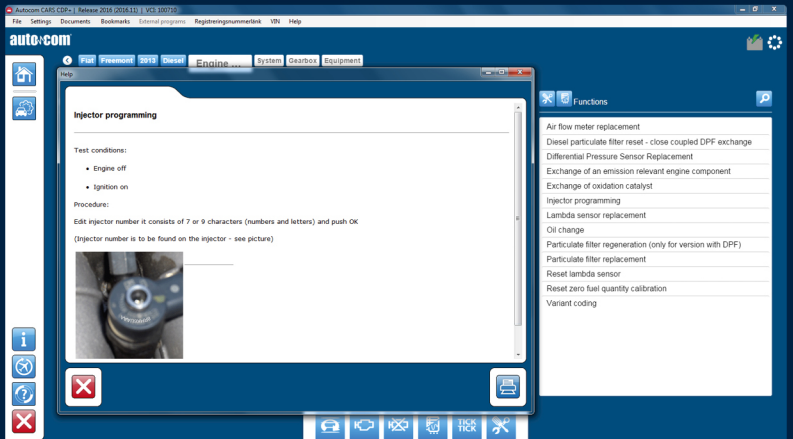 Autocom CARS CDP+ | Release 2016 (2016.11) | VCI: 100710
File Settings Documents Bookmarks External programs Registreringsnummerlänk VIN Help
auto com
Fiat Freemont 2013 Diesel Engine ... System Gearbox Equipment
Help
Injector programming
Test conditions:
• Engine off
• Ignition on
Procedure:
Edit injector number it consists of 7 or 9 characters (numbers and letters) and push OK
(Injector number is to be found on the injector - see picture)
Functions
Air flow meter replacement
Diesel particulate filter reset - close coupled DPF exchange
Differential Pressure Sensor Replacement
Exchange of an emission relevant engine component
Exchange of oxidation catalyst
Injector programming
Lambda sensor replacement
Oil change
Particulate filter regeneration (only for version with DPF)
Particulate filter replacement
Reset lambda sensor
Reset zero fuel quantity calibration
Variant coding
TICK
TICK